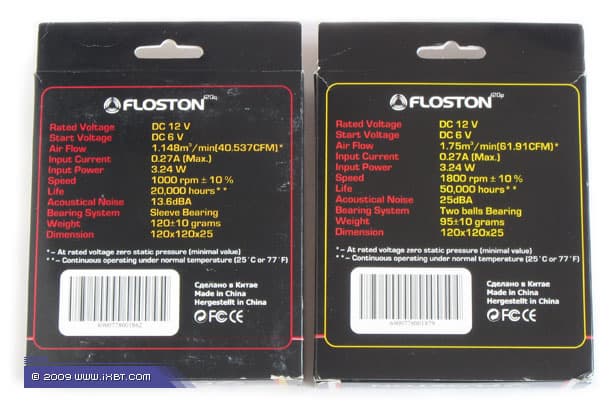 FLOSTON i20q
Rated Voltage DC 12 V
Start Voltage DC 6 V
Air Flow 1.148m³/min(40.537CFM)*
Input Current 0.27A (Max.)
Input Power 3.24 W
Speed 1000 rpm ± 10 %
Life 20,000 hours**
Acoustical Noise 13.6dBA
Bearing System Sleeve Bearing
Weight 120±10 grams
Dimension 120x120x25
* – At rated voltage zero static pressure (minimal value)
** – Continuous operating under normal temperature (25°C or 77°F)
Сделано в Китае
Made in China
Hergestellt in China
FC CE
FLOSTON i20p
Rated Voltage DC 12 V
Start Voltage DC 6 V
Air Flow 1.75m³/min(61.91CFM)*
Input Current 0.27A (Max.)
Input Power 3.24 W
Speed 1800 rpm ± 10 %
Life 50,000 hours**
Acoustical Noise 25dBA
Bearing System Two balls Bearing
Weight 95±10 grams
Dimension 120x120x25
* – At rated voltage zero static pressure (minimal value)
** – Continuous operating under normal temperature (25°C or 77°F)
Сделано в Китае
Made in China
Hergestellt in China
FC CE
© 2009 www.iXBT.com